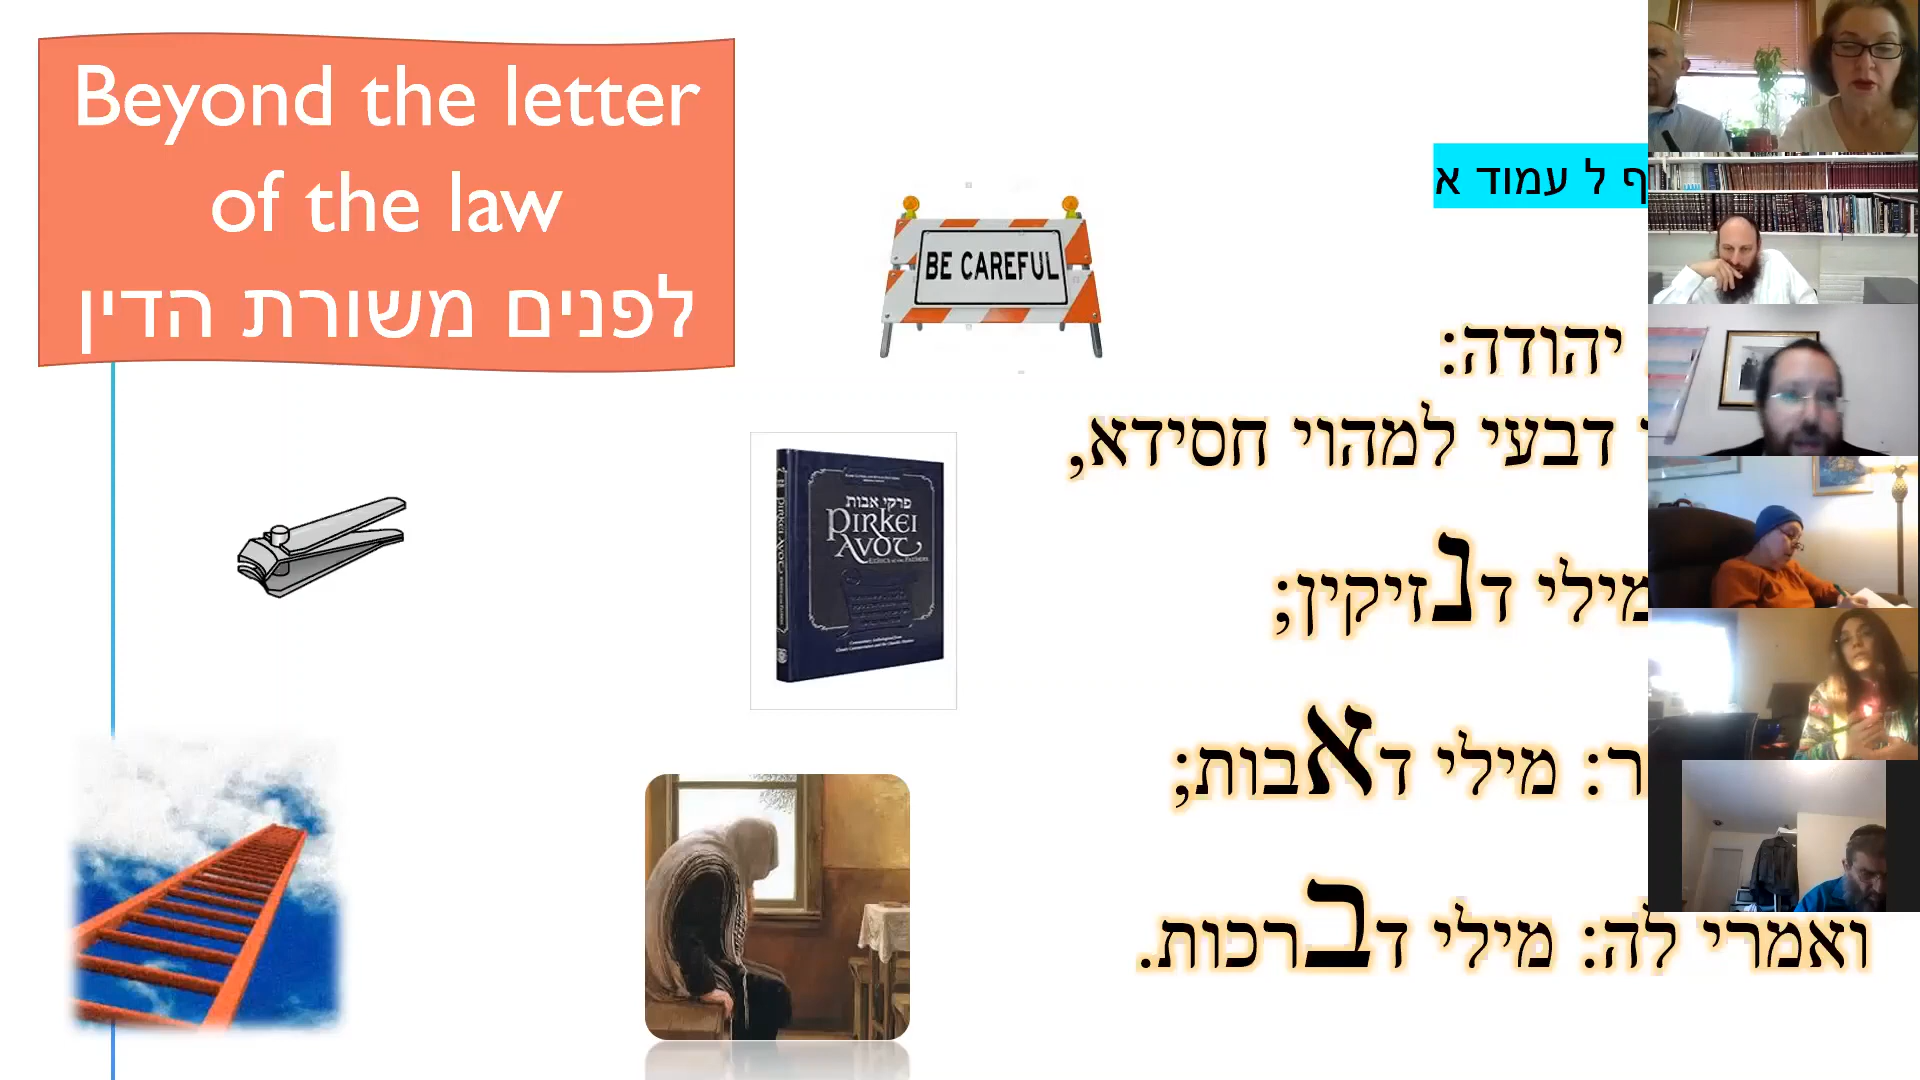 Beyond the letter
of the law
לפנים משורת הדין
ף ל עמוד א
BE CAREFUL
יהודה:
דבעי למהוי חסידא,
מילי דנזיקין;
ר: מילי דאבות;
ואמרי לה: מילי דברכות.
פרקי אבות
PIRKEI
AVOT